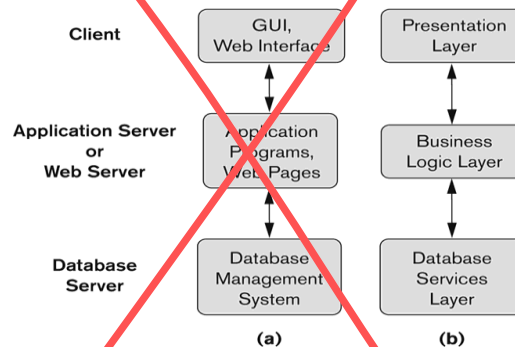 Client
GUI,
Web Interface
Presentation
Layer
Application Server
or
Web Server
Application
Programs,
Web Pages
Business
Logic Layer
Database
Server
Database
Management
System
Database
Services
Layer
(a)
(b)